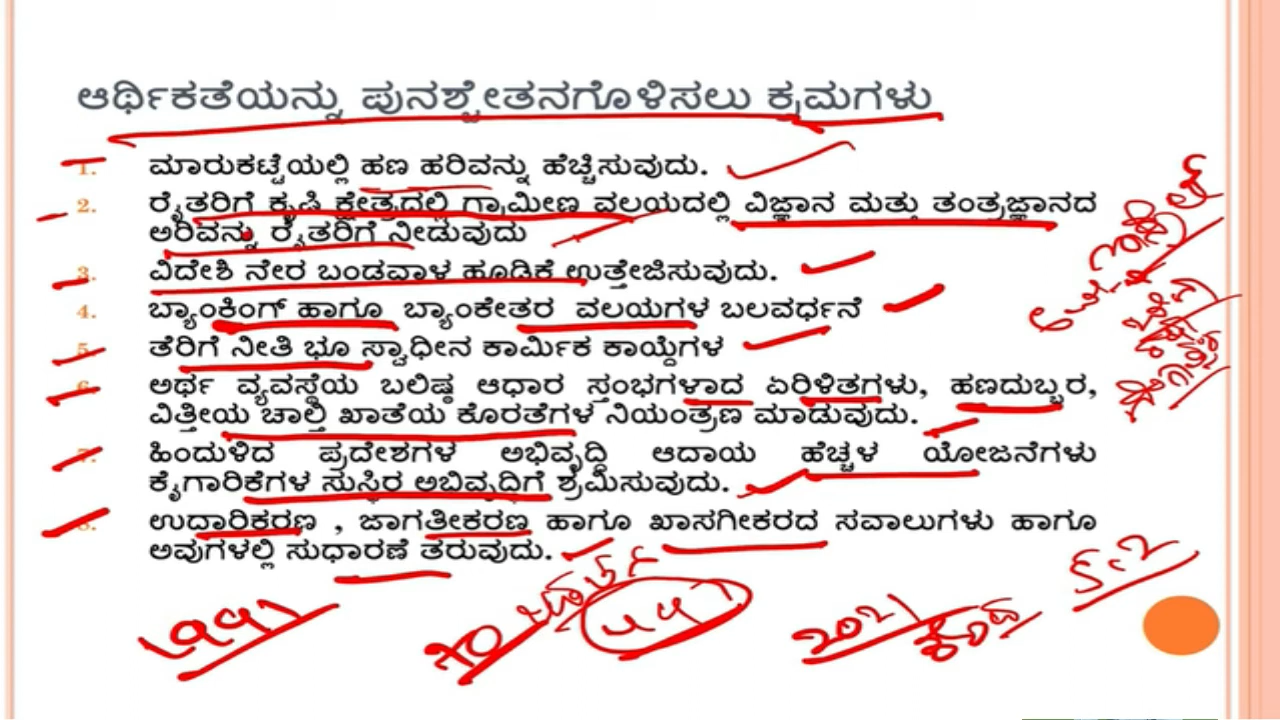 ಆರ್ಥಿಕತೆಯನ್ನು ಪುನಶ್ಚೇತನಗೊಳಿಸಲು ಕ್ರಮಗಳು
1. ಮಾರುಕಟ್ಟೆಯಲ್ಲಿ ಹಣ ಹರಿವನ್ನು ಹೆಚ್ಚಿಸುವುದು.
2. ರೈತರಿಗೆ ಕೃಷಿ ಕ್ಷೇತ್ರದಲ್ಲಿ ಗ್ರಾಮೀಣ ವಲಯದಲ್ಲಿ ವಿಜ್ಞಾನ ಮತ್ತು ತಂತ್ರಜ್ಞಾನದ
ಅರಿವನ್ನು ರೈತರಿಗೆ ನೀಡುವುದು
3. ವಿದೇಶಿ ನೇರ ಬಂಡವಾಳ ಹೂಡಿಕೆ ಉತ್ತೇಜಿಸುವುದು.
4. ಬ್ಯಾಂಕಿಂಗ್ ಹಾಗೂ ಬ್ಯಾಂಕೇತರ ವಲಯಗಳ ಬಲವರ್ಧನೆ
5. ತೆರಿಗೆ ನೀತಿ ಭೂ ಸ್ವಾಧೀನ ಕಾರ್ಮಿಕ ಕಾಯ್ದೆಗಳ
6. ಅರ್ಥ ವ್ಯವಸ್ಥೆಯ ಬಲಿಷ್ಠ ಆಧಾರ ಸ್ತಂಭಗಳಾದ ಏರಿಳಿತಗಳು, ಹಣದುಬ್ಬರ,
ವಿತ್ತೀಯ ಚಾಲ್ತಿ ಖಾತೆಯ ಕೊರತೆಗಳ ನಿಯಂತ್ರಣ ಮಾಡುವುದು.
7. ಹಿಂದುಳಿದ ಪ್ರದೇಶಗಳ ಅಭಿವೃದ್ಧಿ ಆದಾಯ ಹೆಚ್ಚಳ ಯೋಜನೆಗಳು
ಕೈಗಾರಿಕೆಗಳ ಸುಸ್ಥಿರ ಅಬಿವೃದ್ಧಿಗೆ ಶ್ರಮಿಸುವುದು.
8. ಉದಾರಿಕರಣ , ಜಾಗತೀಕರಣ ಹಾಗೂ ಖಾಸಗೀಕರದ ಸವಾಲುಗಳು ಹಾಗೂ
ಅವುಗಳಲ್ಲಿ ಸುಧಾರಣೆ ತರುವುದು.
1991
2021
5.2